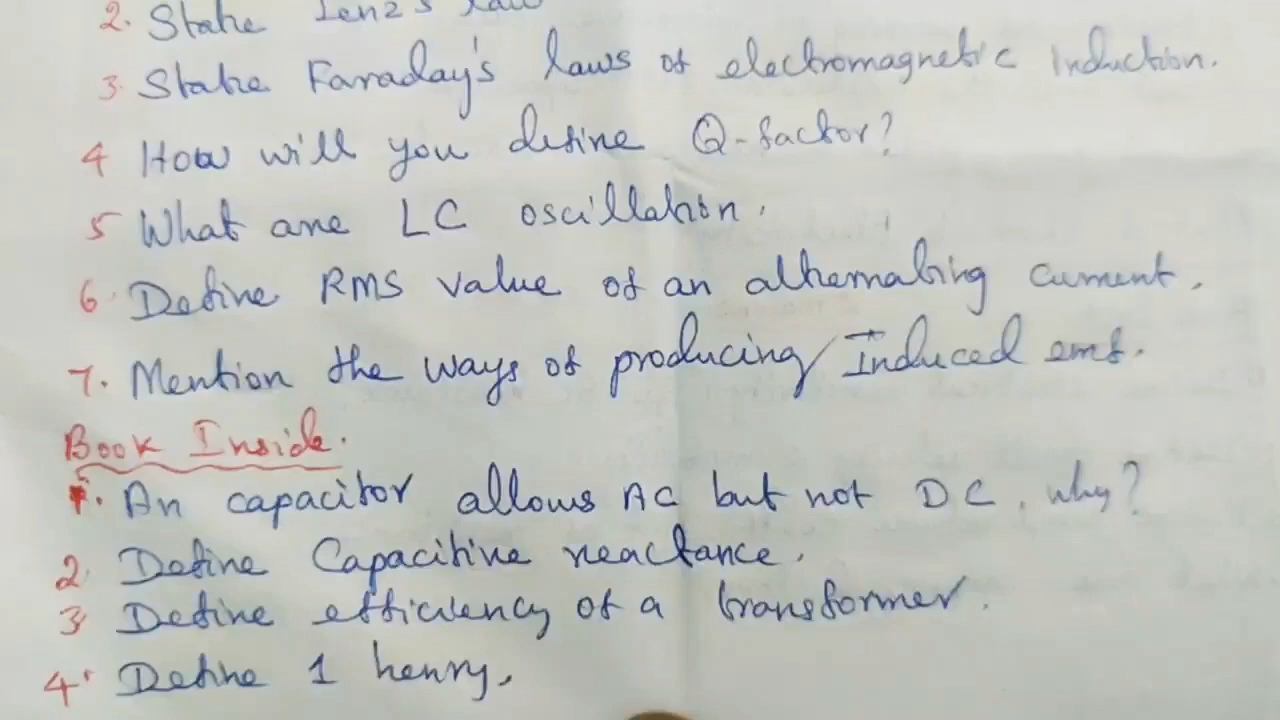 2. State Lenz's law
3. State Faraday's laws of electromagnetic Induction.
4 How will you define Q-factor?
5 What are LC oscillation.
6. Define RMS value of an alternating current.
7. Mention the ways of producing Induced emf.
Book Inside.
1. An capacitor allows AC but not DC. why?
2. Define Capacitive reactance.
3 Define efficiency of a transformer.
4. Define 1 henry.